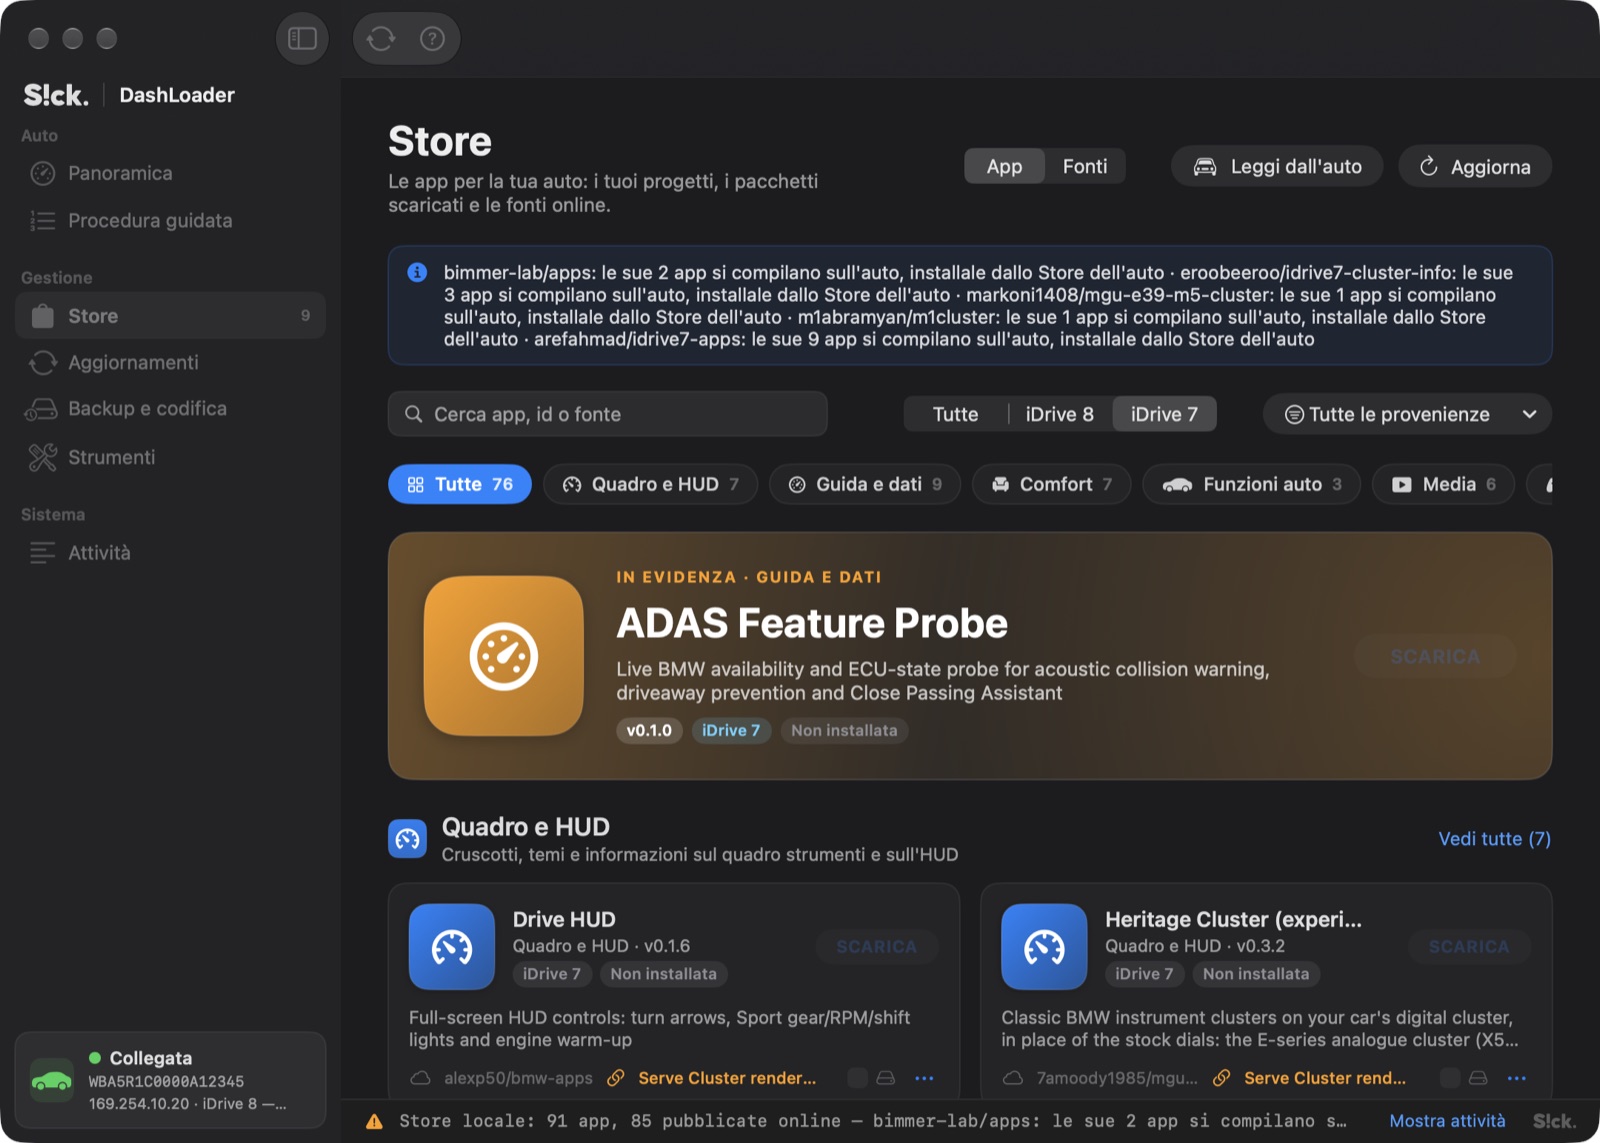 S!ck.
DashLoader
Auto
Panoramica
Procedura guidata
Gestione
Store 9
Aggiornamenti
Backup e codifica
Strumenti
Sistema
Attività
Collegata
WBA5R1C0000A12345
169.254.10.20 · iDrive 8 —...
Store
Le app per la tua auto: i tuoi progetti, i pacchetti
scaricati e le fonti online.
App Fonti
Leggi dall'auto
Aggiorna
bimmer-lab/apps: le sue 2 app si compilano sull'auto, installale dallo Store dell'auto · eroobeeroo/idrive7-cluster-info: le sue
3 app si compilano sull'auto, installale dallo Store dell'auto · markoni1408/mgu-e39-m5-cluster: le sue 1 app si compilano
sull'auto, installale dallo Store dell'auto · m1abramyan/m1cluster: le sue 1 app si compilano sull'auto, installale dallo Store
dell'auto · arefahmad/idrive7-apps: le sue 9 app si compilano sull'auto, installale dallo Store dell'auto
Cerca app, id o fonte
Tutte iDrive 8 iDrive 7
Tutte le provenienze
Tutte 76
Quadro e HUD 7
Guida e dati 9
Comfort 7
Funzioni auto 3
Media 6
IN EVIDENZA · GUIDA E DATI
ADAS Feature Probe
Live BMW availability and ECU-state probe for acoustic collision warning,
driveaway prevention and Close Passing Assistant
v0.1.0 iDrive 7 Non installata
SCARICA
Quadro e HUD
Cruscotti, temi e informazioni sul quadro strumenti e sull'HUD
Vedi tutte (7)
Drive HUD
Quadro e HUD · v0.1.6
iDrive 7 Non installata
SCARICA
Full-screen HUD controls: turn arrows, Sport gear/RPM/shift
lights and engine warm-up
alexp50/bmw-apps Serve Cluster render...
Heritage Cluster (experi...
Quadro e HUD · v0.3.2
iDrive 7 Non installata
SCARICA
Classic BMW instrument clusters on your car's digital cluster,
in place of the stock dials: the E-series analogue cluster (X5...
7amoody1985/mgu... Serve Cluster rend...
Store locale: 91 app, 85 pubblicate online — bimmer-lab/apps: le sue 2 app si compilano s...
Mostra attività
S!ck.